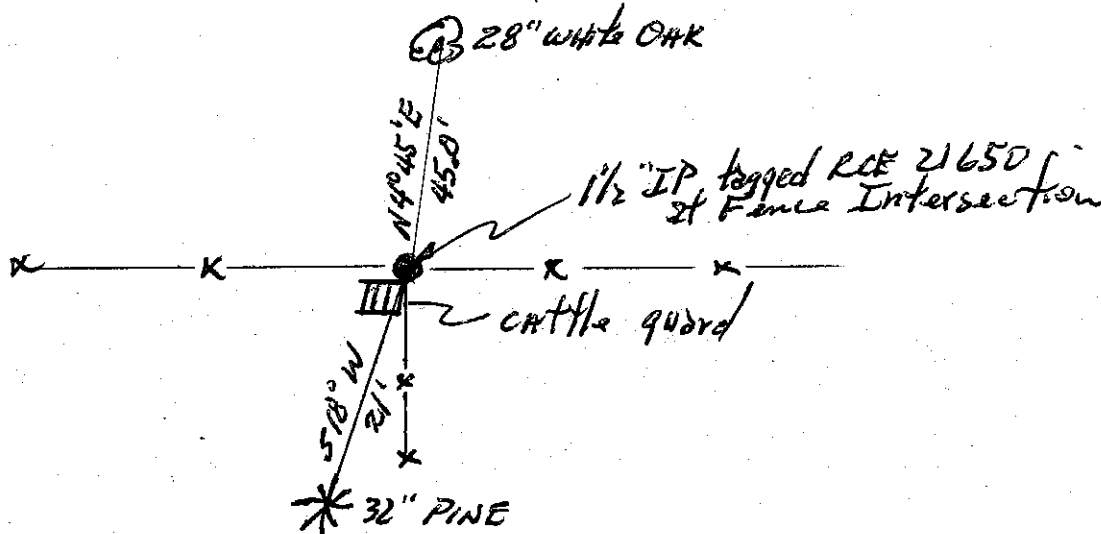 28" White OAK
N4°45'E
45.0'
1½" IP, tagged RCE 21650
at Fence Intersection
cattle guard
S18°W
21'
32" PINE